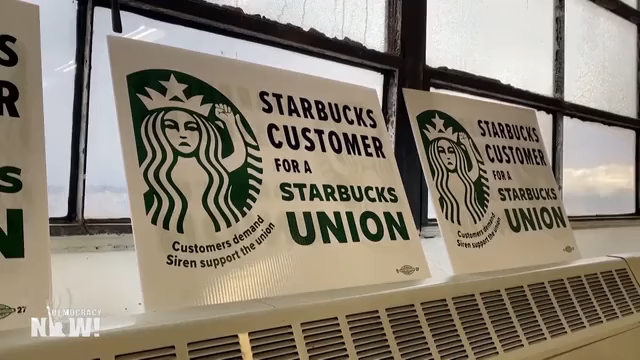 S
R
S
N
27
STARBUCKS
CUSTOMER
FOR A
STARBUCKS
UNION
Customers demand
Siren support the union
STARBUCKS
CUSTOMER
FOR A
STARBUCKS
UNION
Customers demand
Siren support the union
DEMOCRACY
NOW!